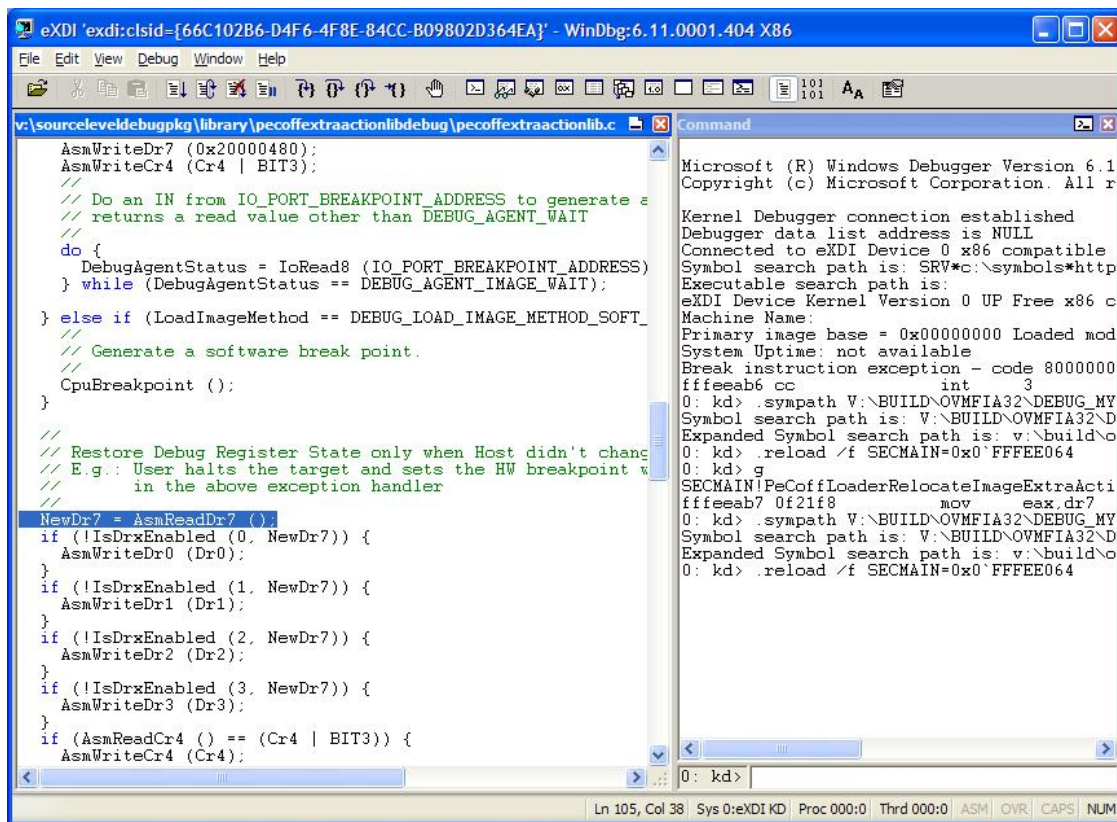 eXDI 'exdi:clsid={66C102B6-D4F6-4F8E-84CC-B09802D364EA}' - WinDbg:6.11.0001.404 X86
File Edit View Debug Window Help
101
101
AA
v:\sourceleveldebugpkg\library\pecoffextraactionlibdebug\pecoffextraactionlib.c
AsmWriteDr7 (0x20000480);
AsmWriteCr4 (Cr4 | BIT3);
//
// Do an IN from IO_PORT_BREAKPOINT_ADDRESS to generate a
// returns a read value other than DEBUG_AGENT_WAIT
//
do {
DebugAgentStatus = IoRead8 (IO_PORT_BREAKPOINT_ADDRESS)
} while (DebugAgentStatus == DEBUG_AGENT_IMAGE_WAIT);
} else if (LoadImageMethod == DEBUG_LOAD_IMAGE_METHOD_SOFT_
//
// Generate a software break point.
//
CpuBreakpoint ();
}
//
// Restore Debug Register State only when Host didn't chang
// E.g.: User halts the target and sets the HW breakpoint w
// in the above exception handler
//
NewDr7 = AsmReadDr7 ();
if (!IsDrxEnabled (0, NewDr7)) {
AsmWriteDr0 (Dr0);
}
if (!IsDrxEnabled (1, NewDr7)) {
AsmWriteDr1 (Dr1);
}
if (!IsDrxEnabled (2, NewDr7)) {
AsmWriteDr2 (Dr2);
}
if (!IsDrxEnabled (3, NewDr7)) {
AsmWriteDr3 (Dr3);
}
if (AsmReadCr4 () == (Cr4 | BIT3)) {
AsmWriteCr4 (Cr4);
Command
Microsoft (R) Windows Debugger Version 6.1
Copyright (c) Microsoft Corporation. All r
Kernel Debugger connection established
Debugger data list address is NULL
Connected to eXDI Device 0 x86 compatible
Symbol search path is: SRV*c:\symbols*http
Executable search path is:
eXDI Device Kernel Version 0 UP Free x86 c
Machine Name:
Primary image base = 0x00000000 Loaded mod
System Uptime: not available
Break instruction exception - code 8000000
fffeeab6 cc int 3
0: kd> .sympath V:\BUILD\OVMFIA32\DEBUG_MY
Symbol search path is: V:\BUILD\OVMFIA32\D
Expanded Symbol search path is: v:\build\o
0: kd> .reload /f SECMAIN=0x0`FFFEE064
0: kd> g
SECMAIN!PeCoffLoaderRelocateImageExtraActi
fffeeab7 0f21f8 mov eax,dr7
0: kd> .sympath V:\BUILD\OVMFIA32\DEBUG_MY
Symbol search path is: V:\BUILD\OVMFIA32\D
Expanded Symbol search path is: v:\build\o
0: kd> .reload /f SECMAIN=0x0`FFFEE064
0: kd>
Ln 105, Col 38 Sys 0:eXDI KD Proc 000:0 Thrd 000:0 ASM OVR CAPS NUM